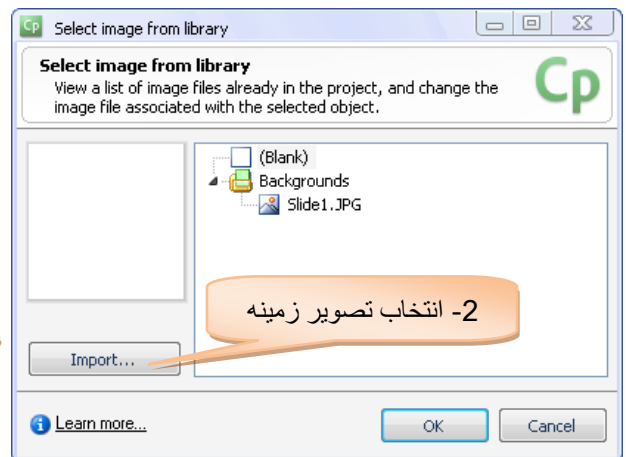 Cp Select image from library
Select image from library
View a list of image files already in the project, and change the
image file associated with the selected object.
Cp
(Blank)
Backgrounds
Slide1.JPG
2- انتخاب تصویر زمینه
Import...
Learn more...
OK
Cancel